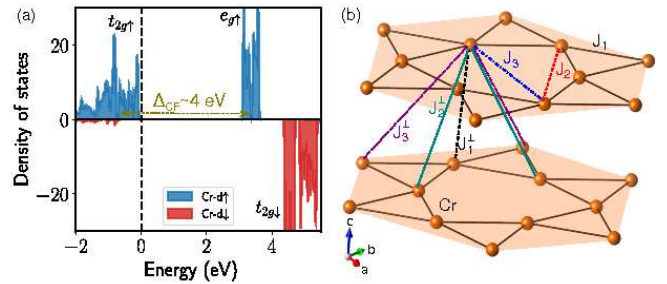 (a)
t2g↑
eg↑
20
0
−20
Density of states
ΔCF~4 eV
Cr-d↑
Cr-d↓
t2g↓
−2
0
2
4
Energy (eV)
(b)
J1
J3
J2
J3⊥
J2⊥
J1⊥
Cr
c
b
a